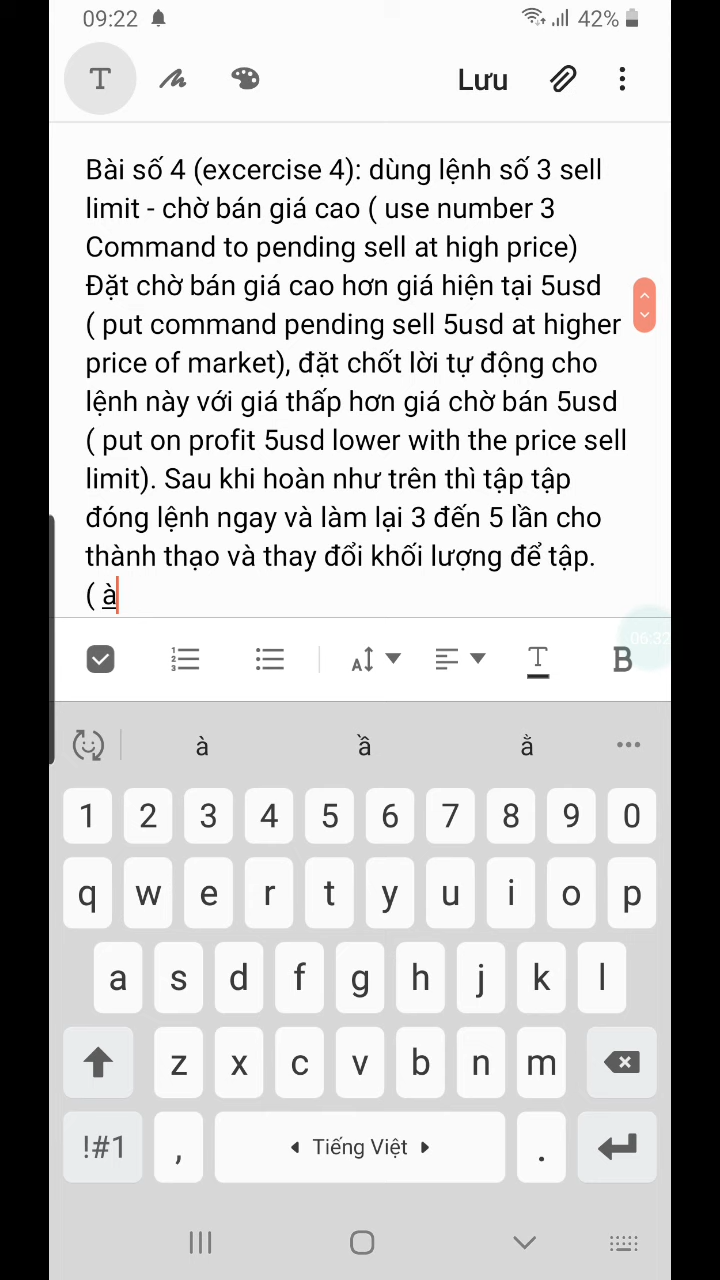 09:22
42%
T
Lưu
Bài số 4 (excercise 4): dùng lệnh số 3 sell
limit - chờ bán giá cao ( use number 3
Command to pending sell at high price)
Đặt chờ bán giá cao hơn giá hiện tại 5usd
( put command pending sell 5usd at higher
price of market), đặt chốt lời tự động cho
lệnh này với giá thấp hơn giá chờ bán 5usd
( put on profit 5usd lower with the price sell
limit). Sau khi hoàn như trên thì tập tập
đóng lệnh ngay và làm lại 3 đến 5 lần cho
thành thạo và thay đổi khối lượng để tập.
( à
06:32
A T B
à ầ ằ
1 2 3 4 5 6 7 8 9 0
q w e r t y u i o p
a s d f g h j k l
z x c v b n m
!#1 , Tiếng Việt .